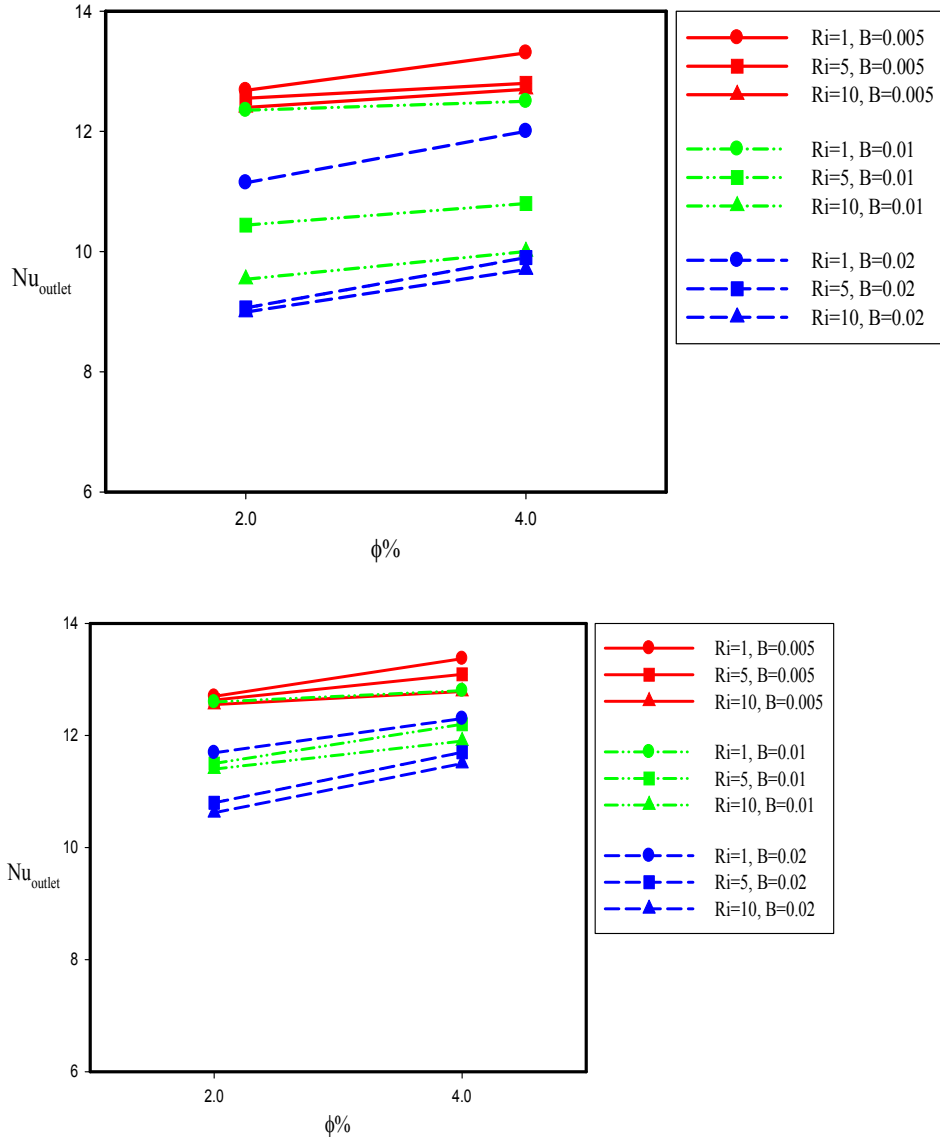 14
12
10
8
6
Nu_outlet
2.0
4.0
ϕ%
Ri=1, B=0.005
Ri=5, B=0.005
Ri=10, B=0.005
Ri=1, B=0.01
Ri=5, B=0.01
Ri=10, B=0.01
Ri=1, B=0.02
Ri=5, B=0.02
Ri=10, B=0.02
14
12
10
8
6
Nu_outlet
2.0
4.0
ϕ%
Ri=1, B=0.005
Ri=5, B=0.005
Ri=10, B=0.005
Ri=1, B=0.01
Ri=5, B=0.01
Ri=10, B=0.01
Ri=1, B=0.02
Ri=5, B=0.02
Ri=10, B=0.02